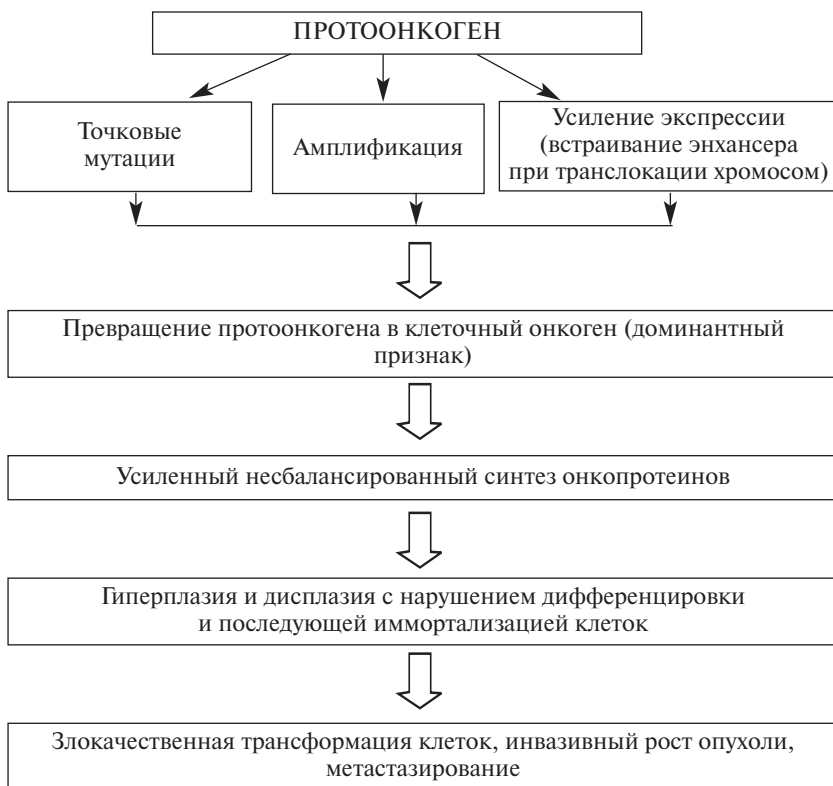 ПРОТООНКОГЕН
Точковые
мутации
Амплификация
Усиление экспрессии
(встраивание энхансера
при транслокации хромосом)
Превращение протоонкогена в клеточный онкоген (доминантный
признак)
Усиленный несбалансированный синтез онкопротеинов
Гиперплазия и дисплазия с нарушением дифференцировки
и последующей иммортализацией клеток
Злокачественная трансформация клеток, инвазивный рост опухоли,
метастазирование